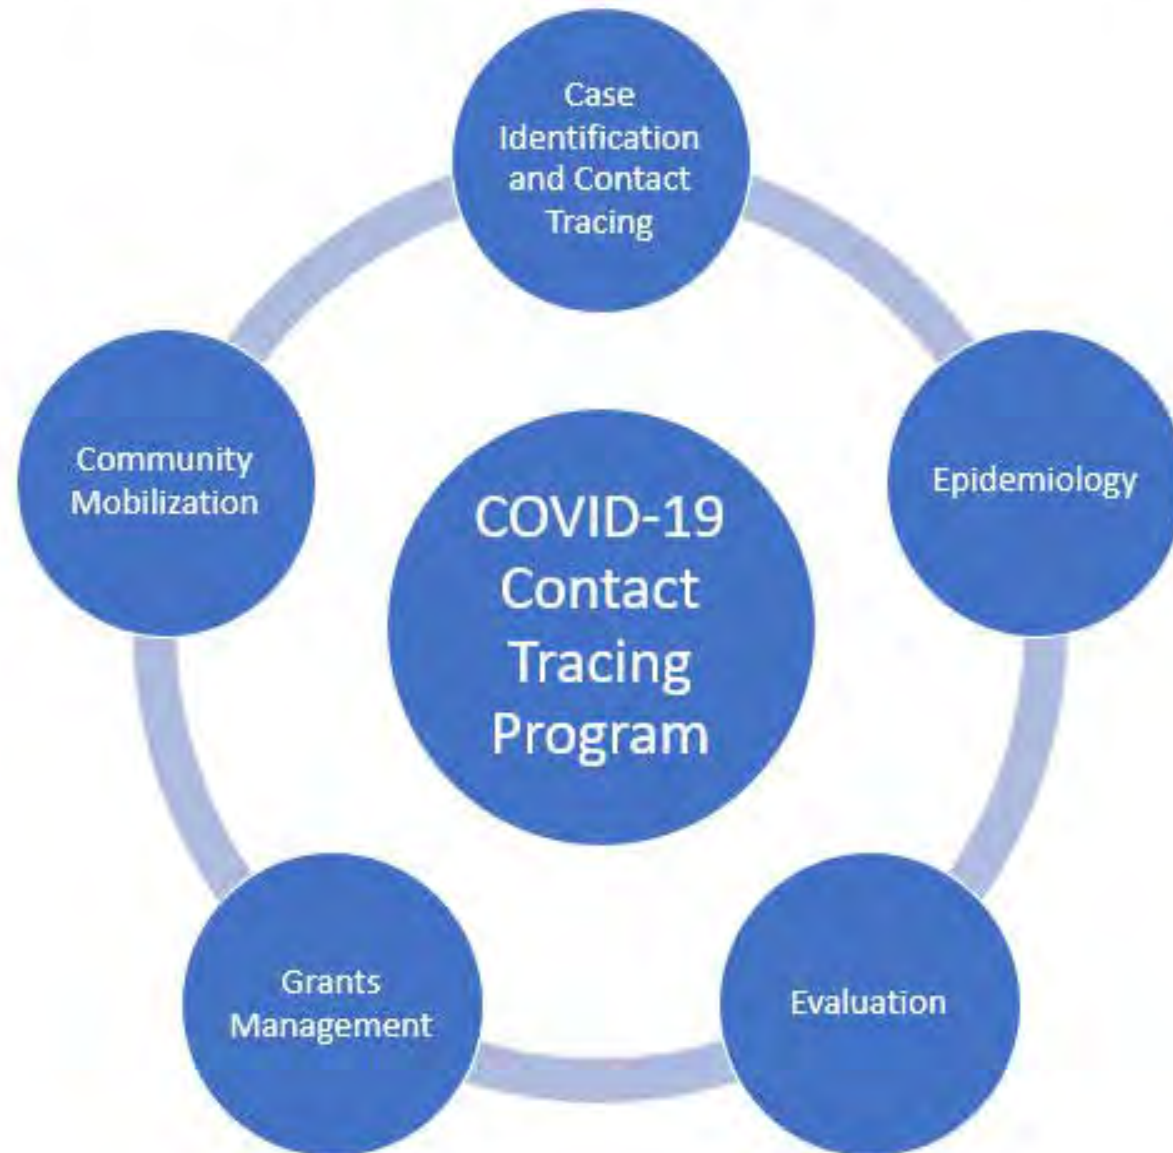 Case
Identification
and Contact
Tracing
Community
Mobilization
Epidemiology
COVID-19
Contact
Tracing
Program
Grants
Management
Evaluation